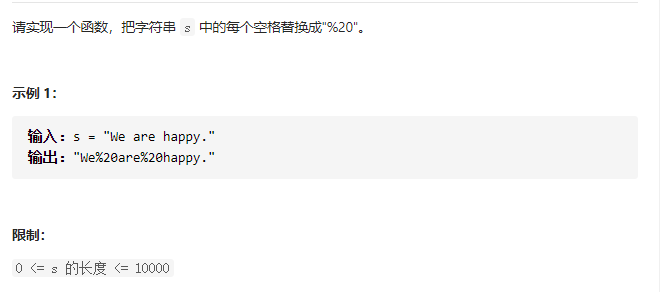 请实现一个函数，把字符串 s 中的每个空格替换成"%20"。
示例 1：
输入：s = "We are happy."
输出："We%20are%20happy."
限制：
0 <= s 的长度 <= 10000